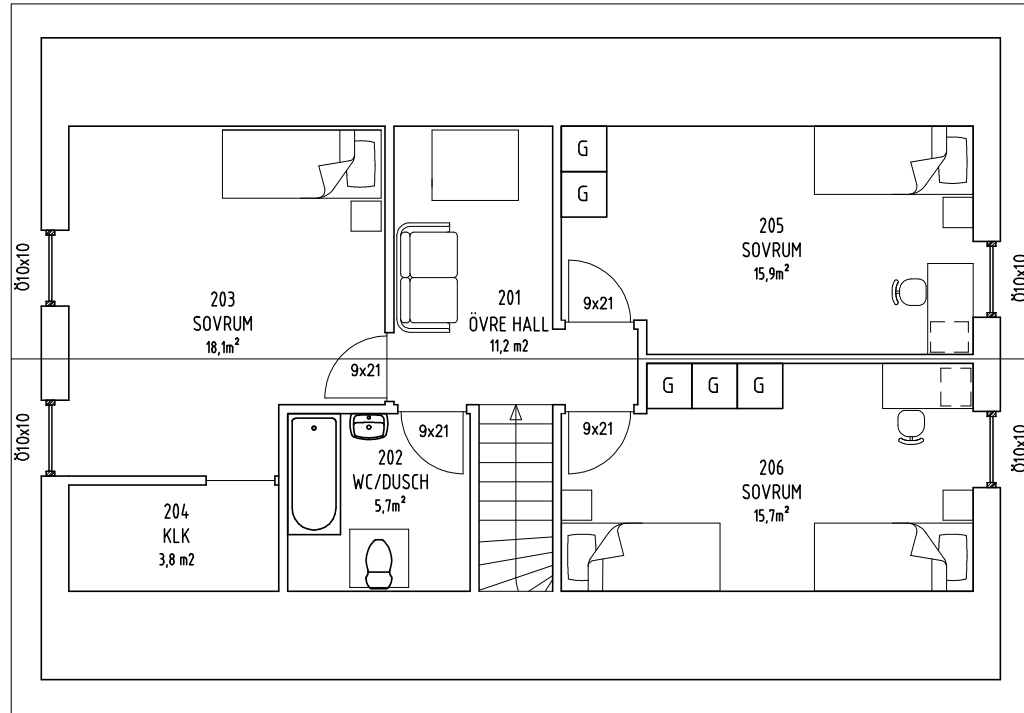 G
G
205
SOVRUM
15,9m²
Ö10x10
Ö10x10
203
SOVRUM
18,1m²
201
ÖVRE HALL
11,2 m2
9x21
9x21
G
G
G
9x21
9x21
Ö10x10
Ö10x10
202
WC/DUSCH
5,7m²
206
SOVRUM
15,7m²
204
KLK
3,8 m2